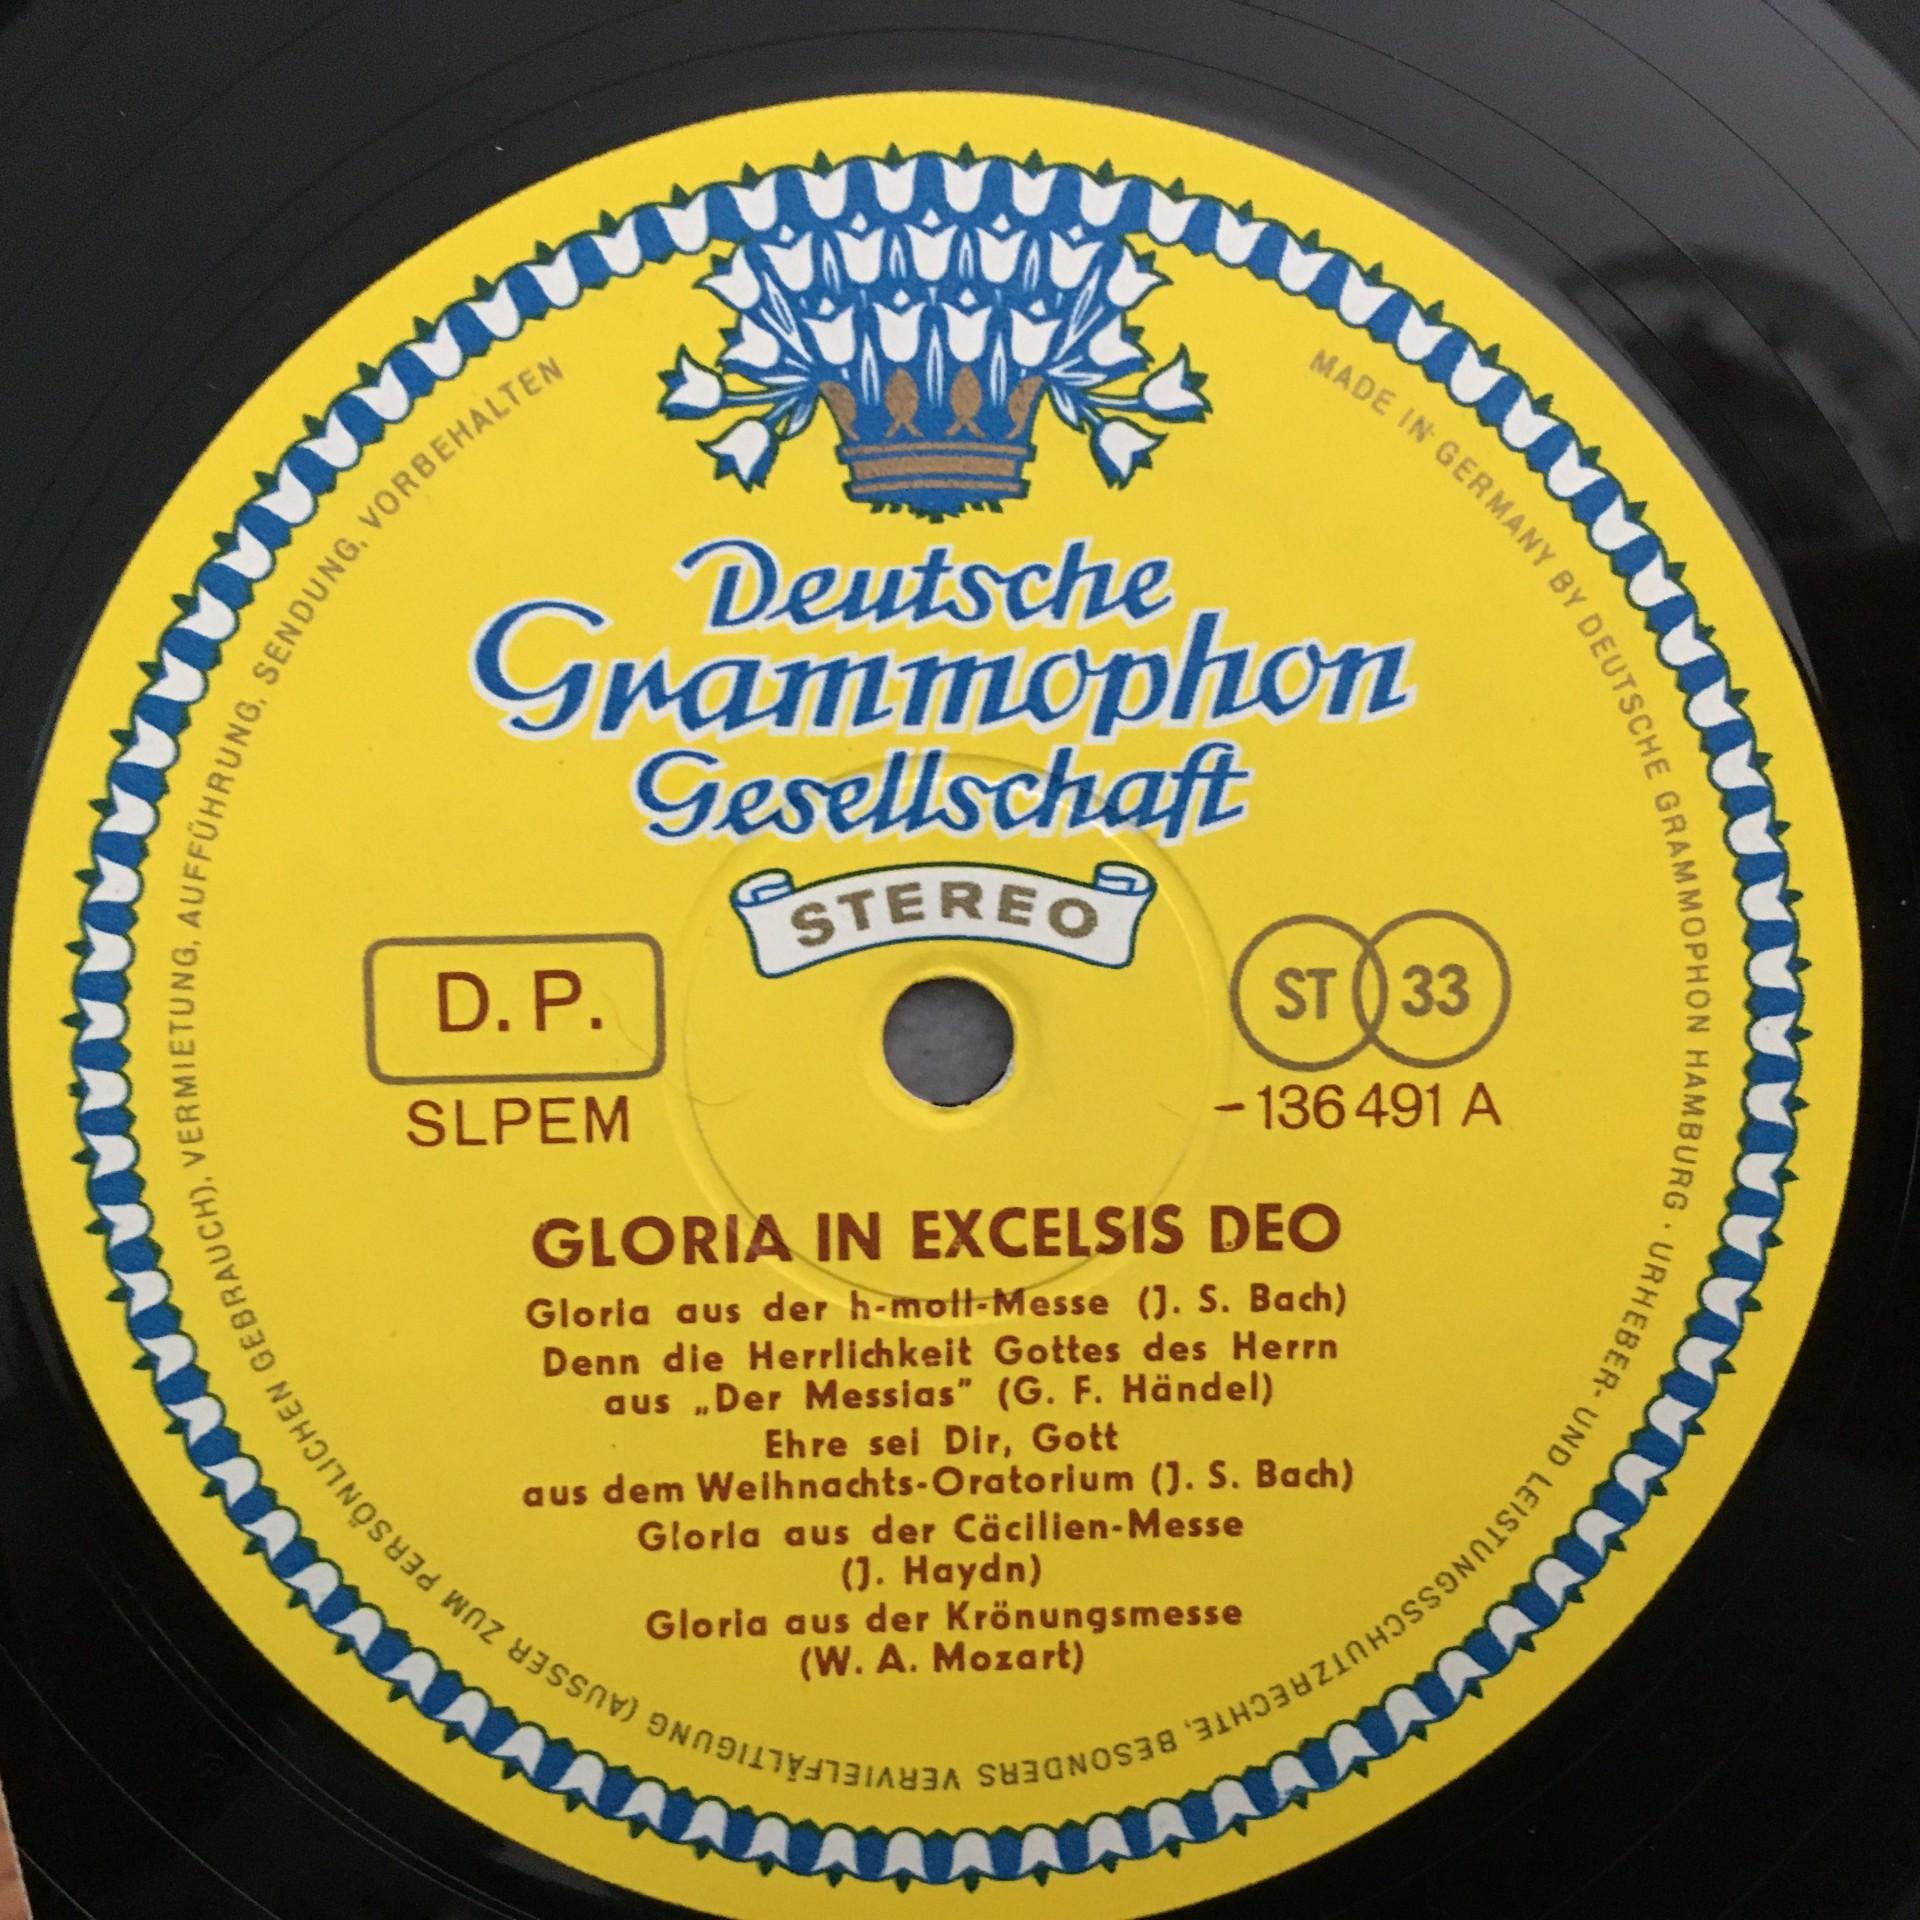 Deutsche
Grammophon
Gesellschaft
STEREO
D. P.
SLPEM
ST 33
–136 491 A
GLORIA IN EXCELSIS DEO
Gloria aus der h-moll-Messe (J. S. Bach)
Denn die Herrlichkeit Gottes des Herrn
aus „Der Messias” (G. F. Händel)
Ehre sei Dir, Gott
aus dem Weihnachts-Oratorium (J. S. Bach)
Gloria aus der Cäcilien-Messe
(J. Haydn)
Gloria aus der Krönungsmesse
(W. A. Mozart)
MADE IN GERMANY BY DEUTSCHE GRAMMOPHON HAMBURG · URHEBER- UND LEISTUNGSSCHUTZRECHTE, BESONDERS VERVIELFÄLTIGUNG (AUSSER ZUM PERSÖNLICHEN GEBRAUCH), VERMIETUNG, AUFFÜHRUNG, SENDUNG, VORBEHALTEN